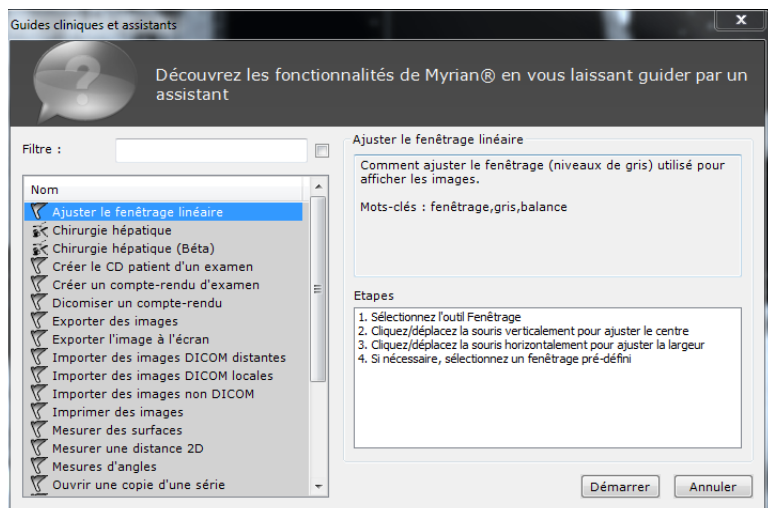 Guides cliniques et assistants
x
?
Découvrez les fonctionnalités de Myrian® en vous laissant guider par un
assistant
Filtre :
Nom
Ajuster le fenêtrage linéaire
Chirurgie hépatique
Chirurgie hépatique (Béta)
Créer le CD patient d'un examen
Créer un compte-rendu d'examen
Dicomiser un compte-rendu
Exporter des images
Exporter l'image à l'écran
Importer des images DICOM distantes
Importer des images DICOM locales
Importer des images non DICOM
Imprimer des images
Mesurer des surfaces
Mesurer une distance 2D
Mesures d'angles
Ouvrir une copie d'une série
Ajuster le fenêtrage linéaire
Comment ajuster le fenêtrage (niveaux de gris) utilisé pour
afficher les images.
Mots-clés : fenêtrage,gris,balance
Etapes
1. Sélectionnez l'outil Fenêtrage
2. Cliquez/déplacez la souris verticalement pour ajuster le centre
3. Cliquez/déplacez la souris horizontalement pour ajuster la largeur
4. Si nécessaire, sélectionnez un fenêtrage pré-défini
Démarrer
Annuler